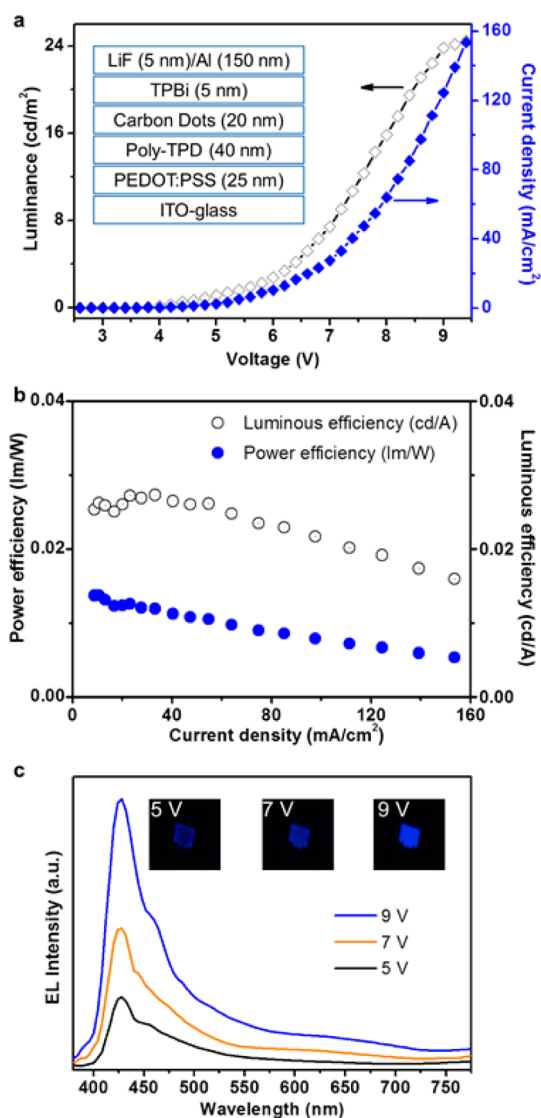 a
24
16
8
0
Luminance (cd/m²)
LiF (5 nm)/Al (150 nm)
TPBi (5 nm)
Carbon Dots (20 nm)
Poly-TPD (40 nm)
PEDOT:PSS (25 nm)
ITO-glass
160
120
80
40
0
Current density (mA/cm²)
3 4 5 6 7 8 9
Voltage (V)
b
0.04
0.02
0.00
Power efficiency (lm/W)
Luminous efficiency (cd/A)
Power efficiency (lm/W)
0.04
0.02
0.00
Luminous efficiency (cd/A)
0 40 80 120 160
Current density (mA/cm²)
c
EL Intensity (a.u.)
5 V
7 V
9 V
9 V
7 V
5 V
400 450 500 550 600 650 700 750
Wavelength (nm)